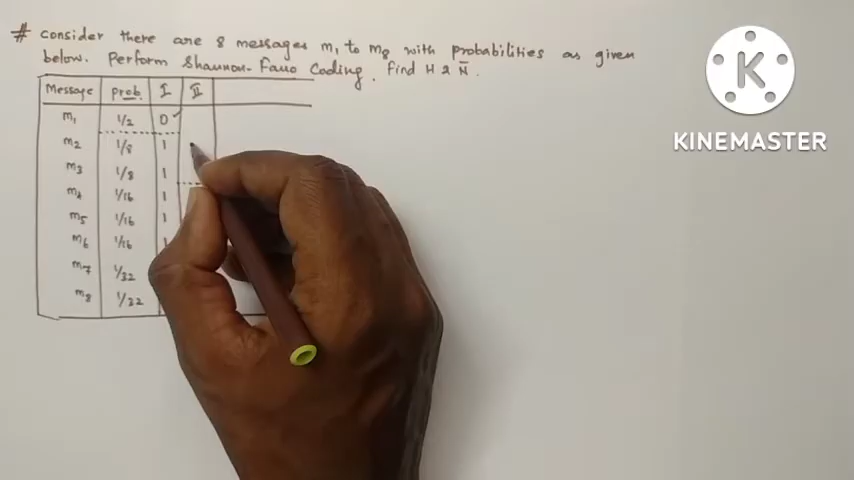 # consider there are 8 messages m1 to m8 with probabilities as given
below. Perform Shannon-Fano Coding. Find H & N̄.
Message prob. I II
m1 1/2 0 ✓
m2 1/8 1
m3 1/8 1
m4 1/16 1
m5 1/16 1
m6 1/16 1
m7 1/32
m8 1/32
K
KINEMASTER